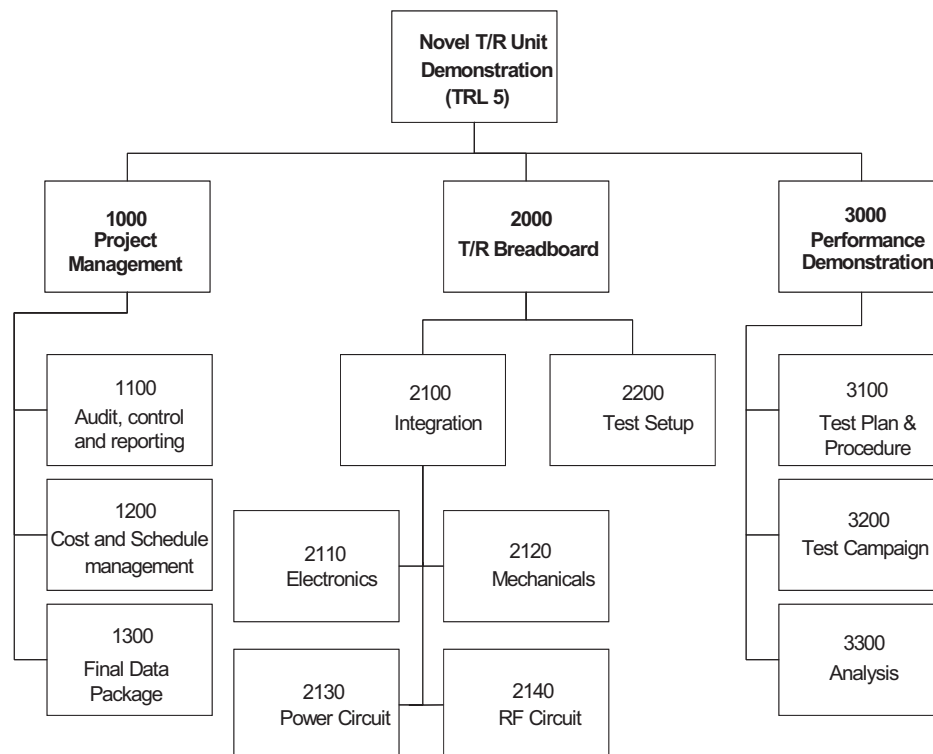 Novel T/R Unit
Demonstration
(TRL 5)
1000
Project
Management
2000
T/R Breadboard
3000
Performance
Demonstration
1100
Audit, control
and reporting
1200
Cost and Schedule
management
1300
Final Data
Package
2100
Integration
2200
Test Setup
2110
Electronics
2120
Mechanicals
2130
Power Circuit
2140
RF Circuit
3100
Test Plan &
Procedure
3200
Test Campaign
3300
Analysis